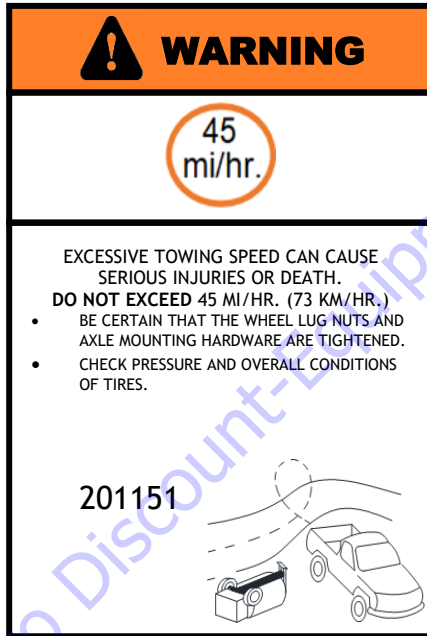 WARNING
45
mi/hr.
EXCESSIVE TOWING SPEED CAN CAUSE
SERIOUS INJURIES OR DEATH.
DO NOT EXCEED 45 MI/HR. (73 KM/HR.)
• BE CERTAIN THAT THE WHEEL LUG NUTS AND
AXLE MOUNTING HARDWARE ARE TIGHTENED.
• CHECK PRESSURE AND OVERALL CONDITIONS
OF TIRES.
201151
o Discount-Equip